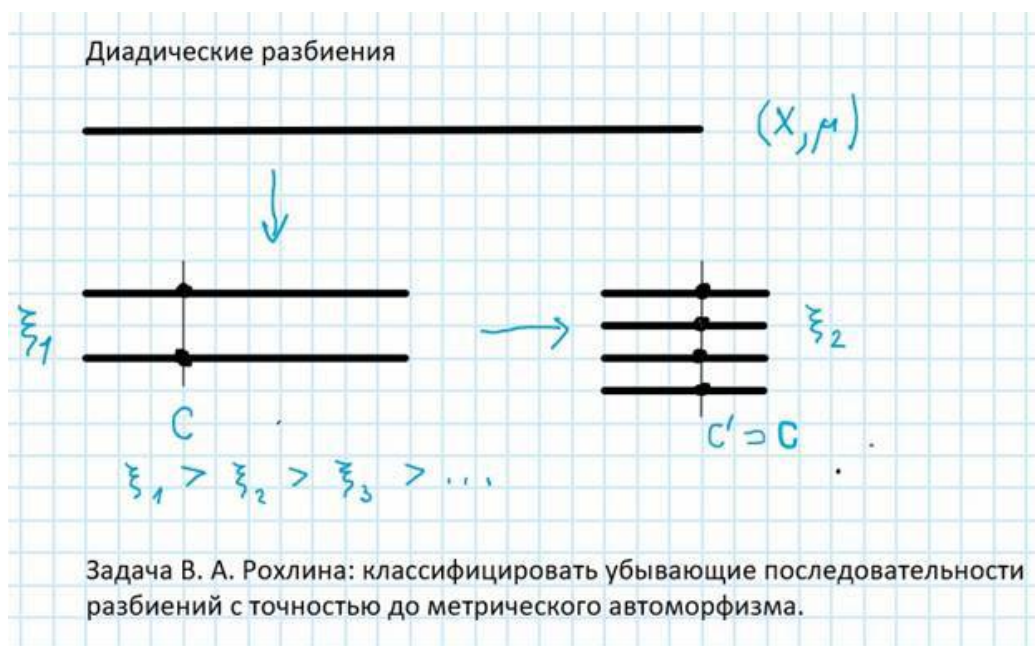 Диадические разбиения
(X, μ)
ξ₁
ξ₂
C
C' ⊃ C
ξ₁ > ξ₂ > ξ₃ > ...
Задача В. А. Рохлина: классифицировать убывающие последовательности
разбиений с точностью до метрического автоморфизма.